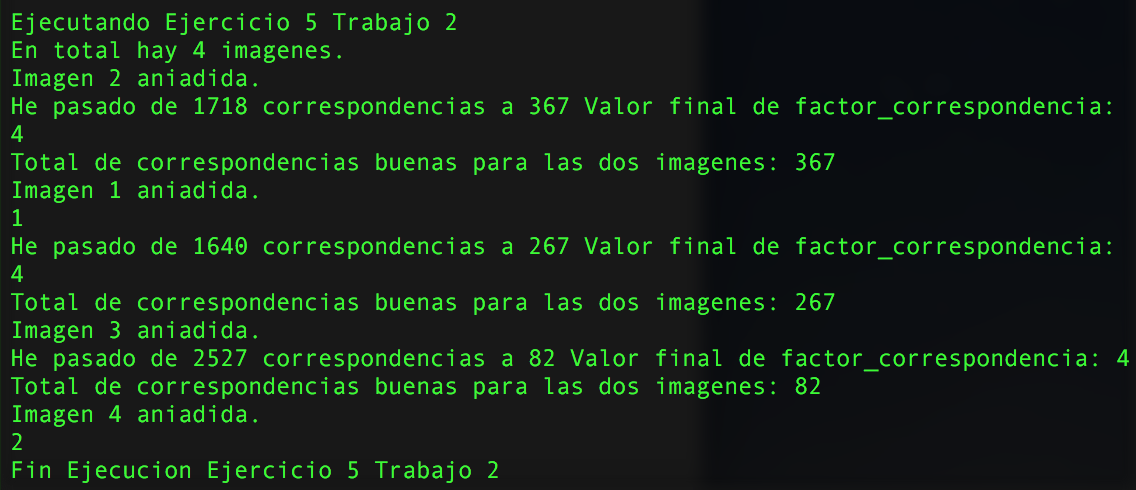 Ejecutando Ejercicio 5 Trabajo 2
En total hay 4 imagenes.
Imagen 2 aniadida.
He pasado de 1718 correspondencias a 367 Valor final de factor_correspondencia:
4
Total de correspondencias buenas para las dos imagenes: 367
Imagen 1 aniadida.
1
He pasado de 1640 correspondencias a 267 Valor final de factor_correspondencia:
4
Total de correspondencias buenas para las dos imagenes: 267
Imagen 3 aniadida.
He pasado de 2527 correspondencias a 82 Valor final de factor_correspondencia: 4
Total de correspondencias buenas para las dos imagenes: 82
Imagen 4 aniadida.
2
Fin Ejecucion Ejercicio 5 Trabajo 2